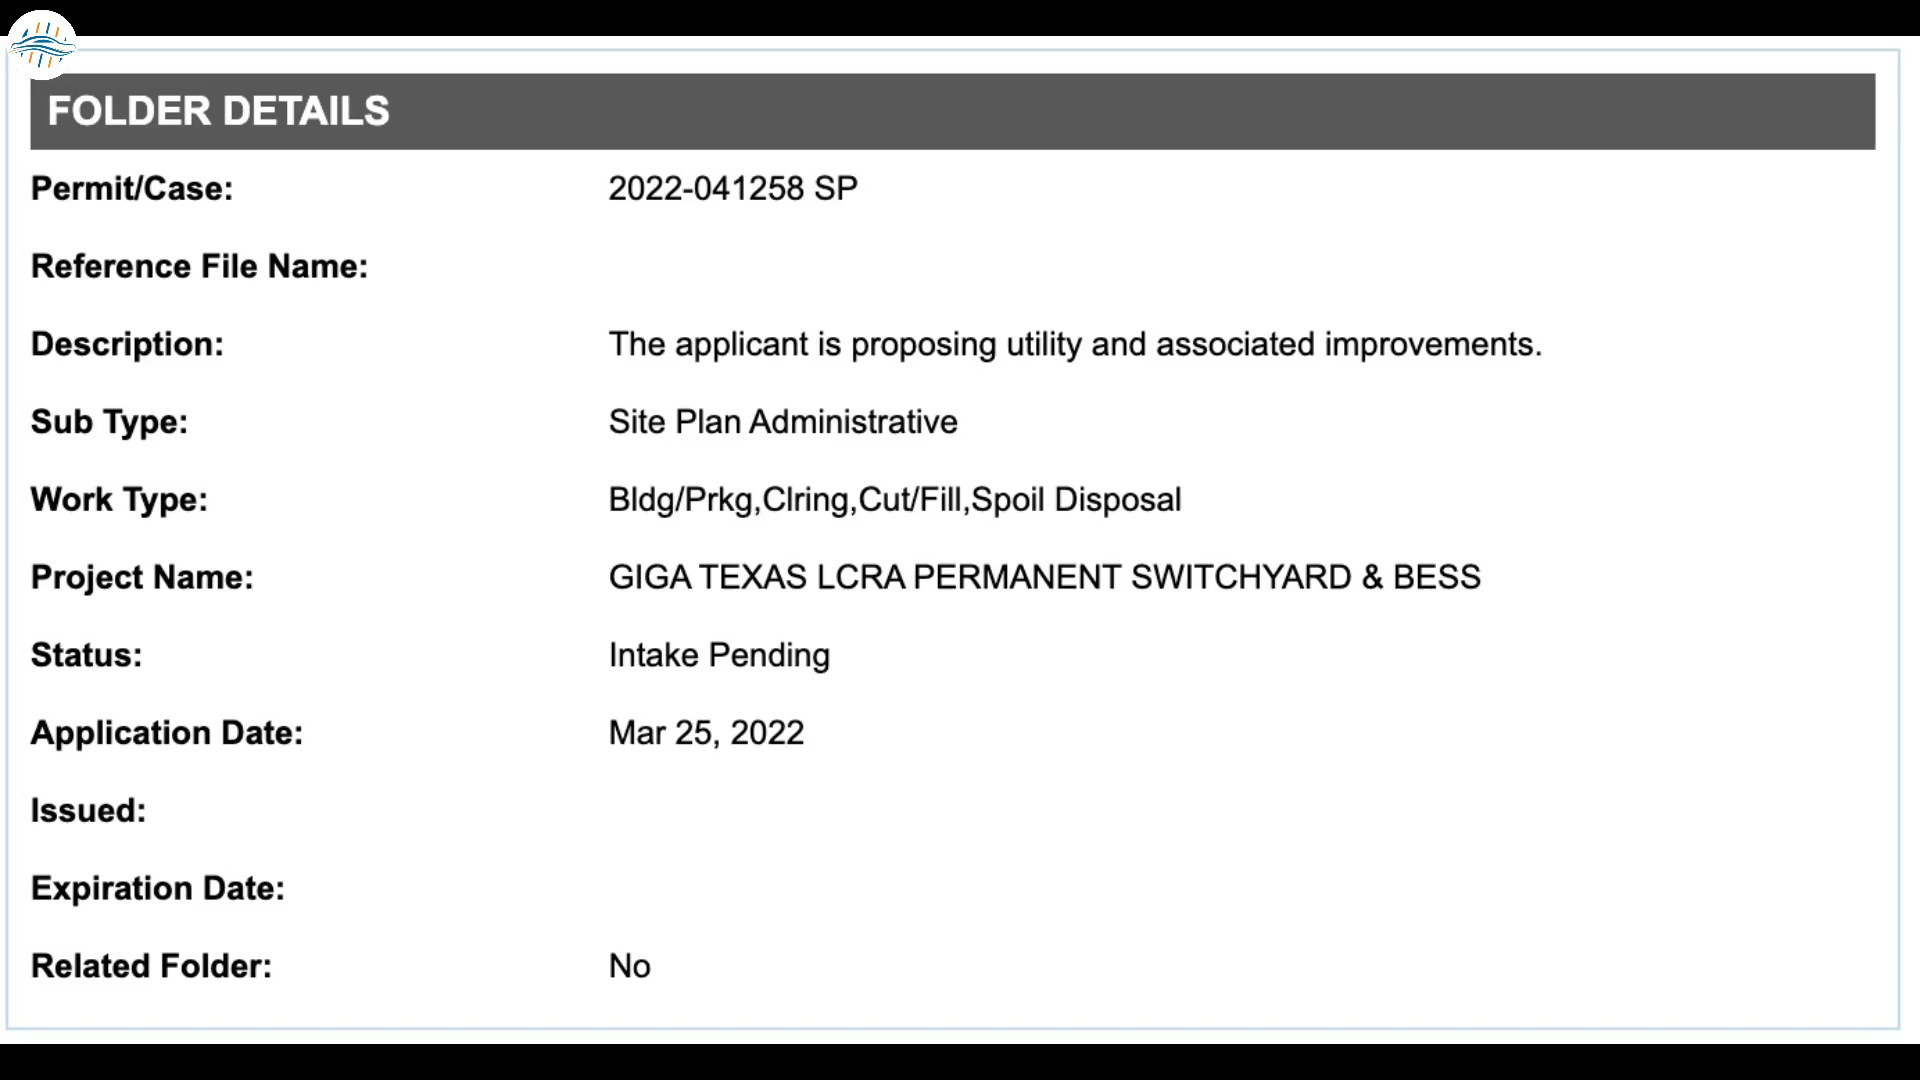 FOLDER DETAILS
Permit/Case: 2022-041258 SP
Reference File Name:
Description: The applicant is proposing utility and associated improvements.
Sub Type: Site Plan Administrative
Work Type: Bldg/Prkg,Clring,Cut/Fill,Spoil Disposal
Project Name: GIGA TEXAS LCRA PERMANENT SWITCHYARD & BESS
Status: Intake Pending
Application Date: Mar 25, 2022
Issued:
Expiration Date:
Related Folder: No